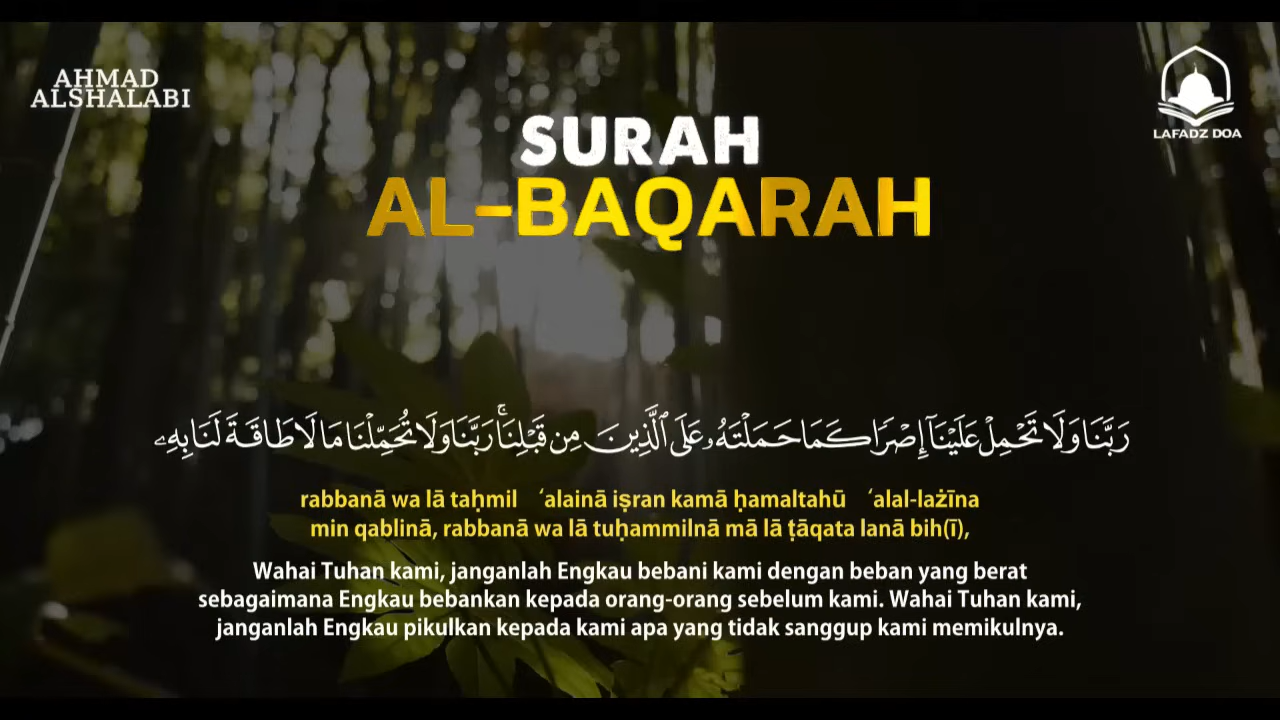 AHMAD
ALSHALABI
LAFADZ DOA
SURAH
AL-BAQARAH
رَبَّنَا وَلَا تَحْمِلْ عَلَيْنَآ إِصْرًا كَمَا حَمَلْتَهُۥ عَلَى ٱلَّذِينَ مِن قَبْلِنَا ۚ رَبَّنَا وَلَا تُحَمِّلْنَا مَا لَا طَاقَةَ لَنَا بِهِۦ
rabbanā wa lā taḥmil ‘alainā iṣran kamā ḥamaltahū ‘alal-lażīna
min qablinā, rabbanā wa lā tuḥammilnā mā lā ṭāqata lanā bih(ī),
Wahai Tuhan kami, janganlah Engkau bebani kami dengan beban yang berat
sebagaimana Engkau bebankan kepada orang-orang sebelum kami. Wahai Tuhan kami,
janganlah Engkau pikulkan kepada kami apa yang tidak sanggup kami memikulnya.